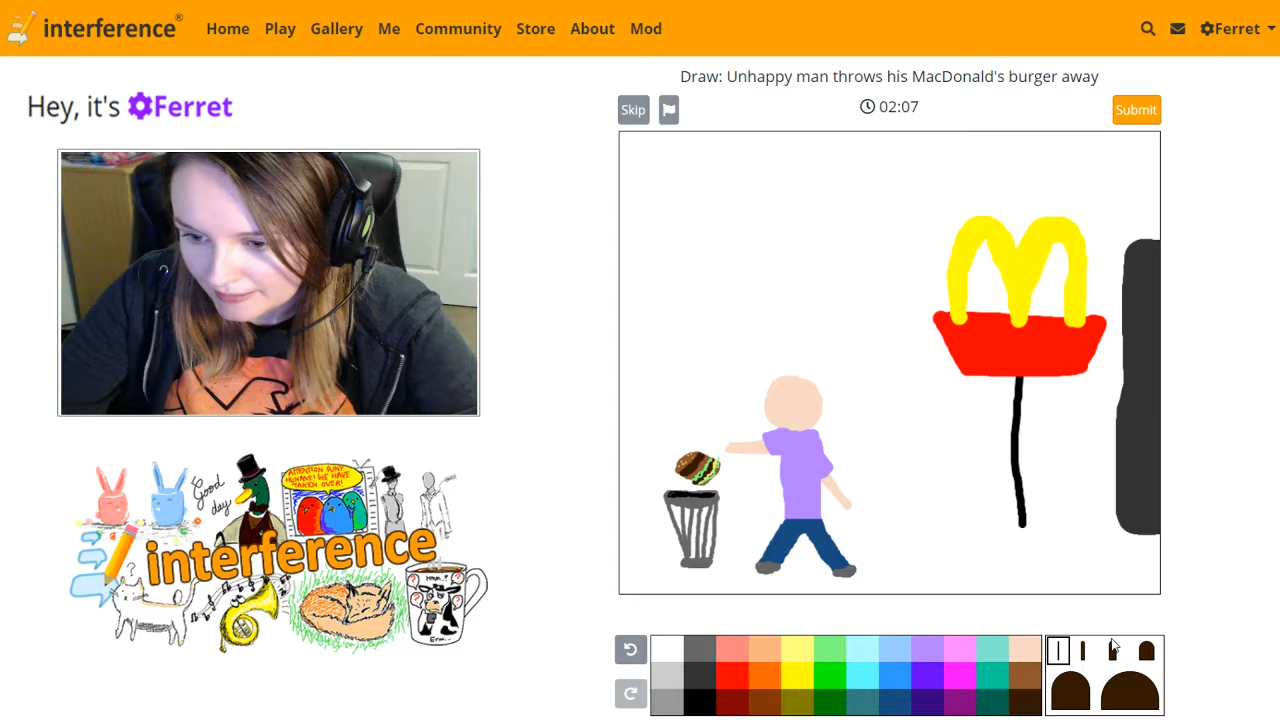 interference®
Home Play Gallery Me Community Store About Mod
Ferret
Hey, it's Ferret
Draw: Unhappy man throws his MacDonald's burger away
Skip
02:07
Submit
Good day
ATTENTION PUNY HUMANS! WE HAVE TAKEN OVER!
interference
Erm...